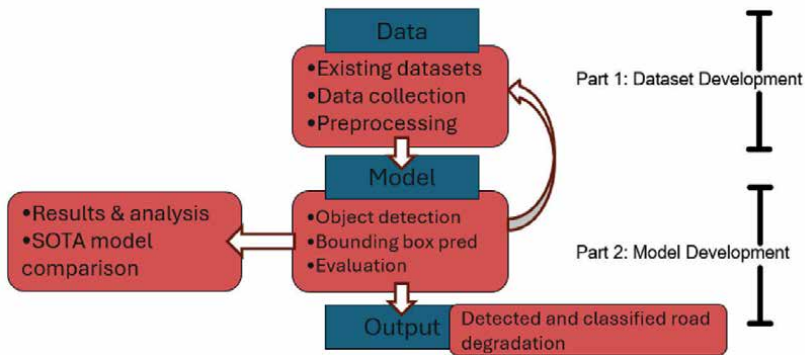 Data
•Existing datasets
•Data collection
•Preprocessing
Part 1: Dataset Development
Model
•Object detection
•Bounding box pred
•Evaluation
•Results & analysis
•SOTA model
comparison
Part 2: Model Development
Output
Detected and classified road
degradation